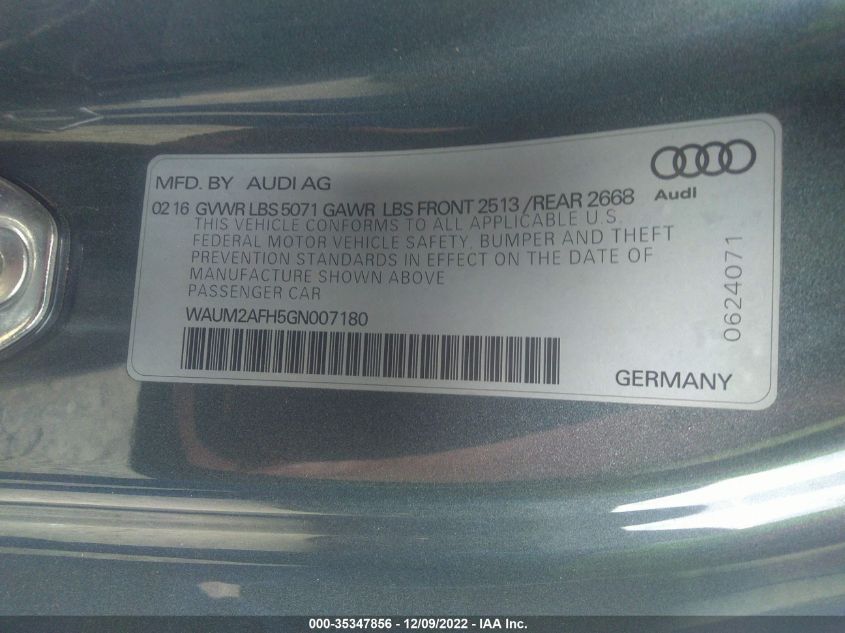 MFD. BY AUDI AG
Audi
02 16 GVWR LBS 5071 GAWR LBS FRONT 2513 /REAR 2668
THIS VEHICLE CONFORMS TO ALL APPLICABLE U.S.
FEDERAL MOTOR VEHICLE SAFETY, BUMPER AND THEFT
PREVENTION STANDARDS IN EFFECT ON THE DATE OF
MANUFACTURE SHOWN ABOVE
PASSENGER CAR
WAUM2AFH5GN007180
0624071
GERMANY
000-35347856 - 12/09/2022 - IAA Inc.